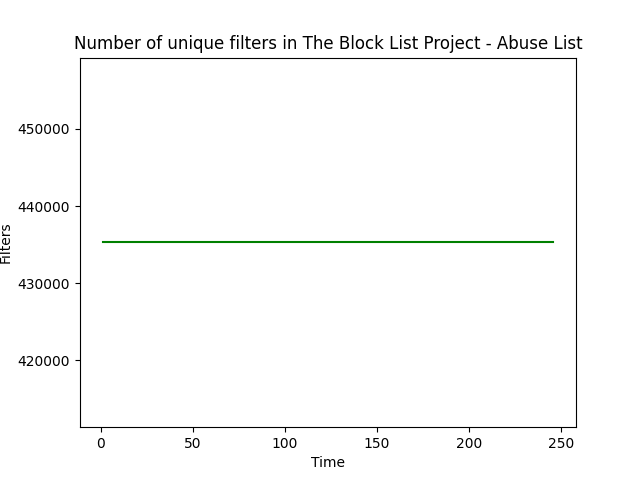 Number of unique filters in The Block List Project - Abuse List
450000
440000
430000
420000
Filters
0 50 100 150 200 250
Time